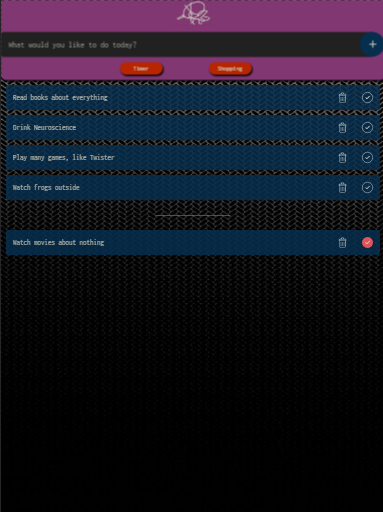 What would you like to do today?
Timer
Shopping
Read books about everything
Drink Neuroscience
Play many games, like Twister
Watch frogs outside
Watch movies about nothing